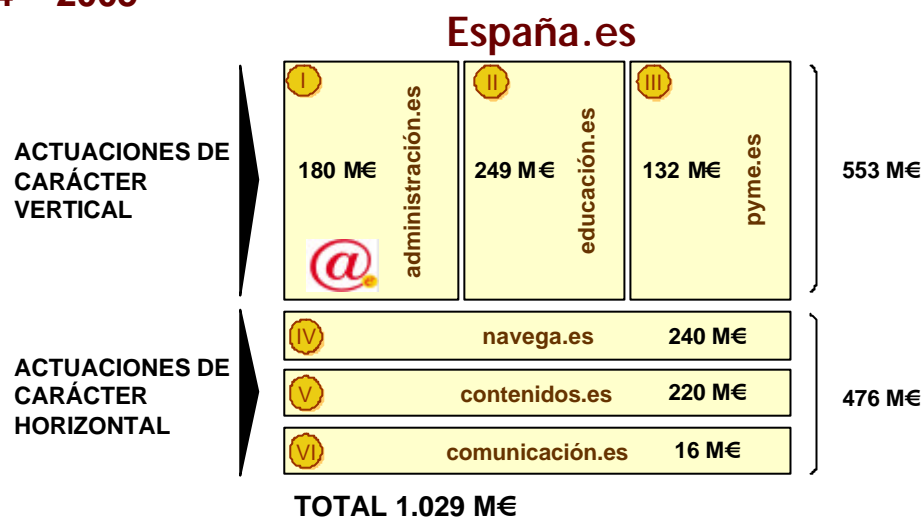 España.es
I
II
III
ACTUACIONES DE
CARÁCTER
VERTICAL
180 M€
administración.es
249 M€
educación.es
132 M€
pyme.es
553 M€
@
ACTUACIONES DE
CARÁCTER
HORIZONTAL
IV navega.es 240 M€
V contenidos.es 220 M€
VI comunicación.es 16 M€
476 M€
TOTAL 1.029 M€